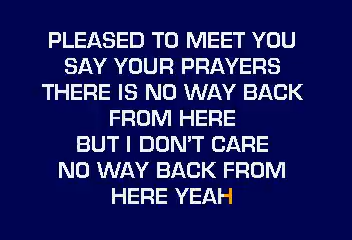 PLEASED TO MEET YOU
SAY YOUR PRAYERS
THERE IS NO WAY BACK
FROM HERE
BUT I DON'T CARE
NO WAY BACK FROM
HERE YEAH